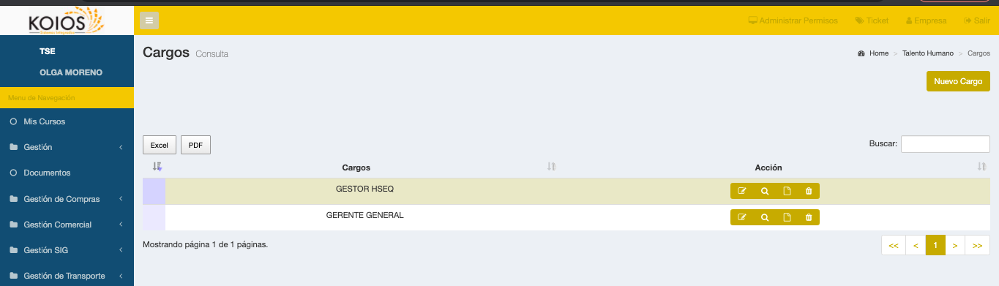 KOIOS
Administrar Permisos
Ticket
Empresa
Salir
TSE
OLGA MORENO
Menu de Navegación
Mis Cursos
Gestión
Documentos
Gestión de Compras
Gestión Comercial
Gestión SIG
Gestión de Transporte
Cargos Consulta
Home > Talento Humano > Cargos
Nuevo Cargo
Excel
PDF
Buscar:
Cargos
Acción
GESTOR HSEQ
GERENTE GENERAL
Mostrando página 1 de 1 páginas.
<< < 1 > >>